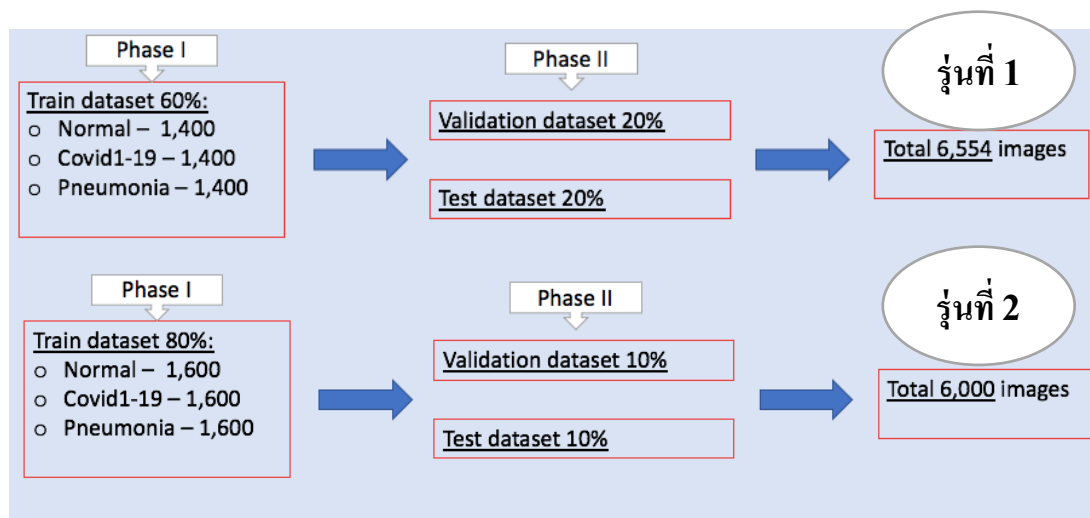 Phase I
Train dataset 60%:
o Normal – 1,400
o Covid1-19 – 1,400
o Pneumonia – 1,400
Phase II
Validation dataset 20%
Test dataset 20%
รุ่นที่ 1
Total 6,554 images
Phase I
Train dataset 80%:
o Normal – 1,600
o Covid1-19 – 1,600
o Pneumonia – 1,600
Phase II
Validation dataset 10%
Test dataset 10%
รุ่นที่ 2
Total 6,000 images